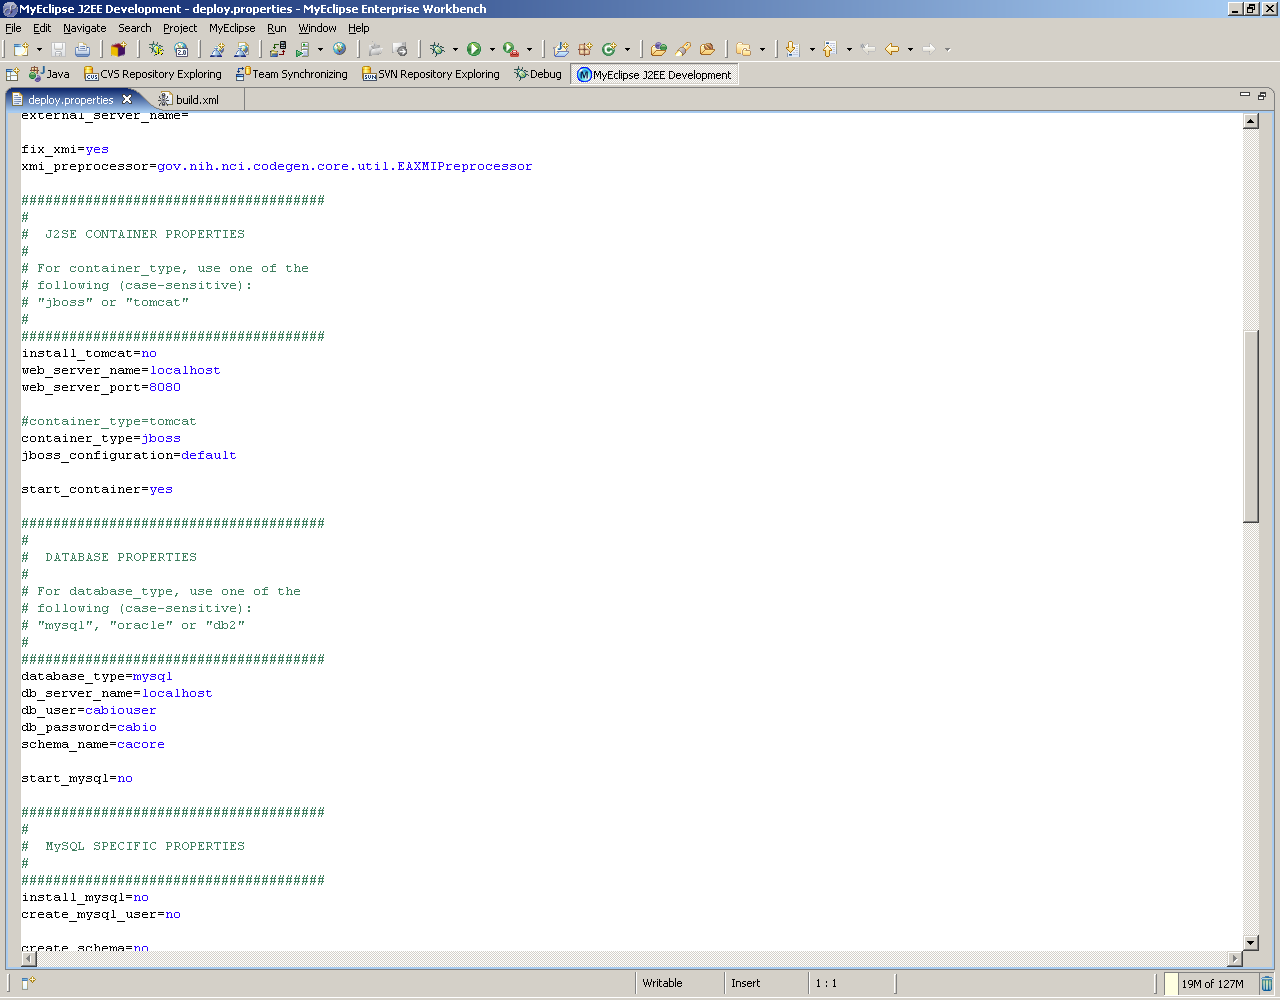 MyEclipse J2EE Development - deploy.properties - MyEclipse Enterprise Workbench
File Edit Navigate Search Project MyEclipse Run Window Help
Java CVS Repository Exploring Team Synchronizing SVN Repository Exploring Debug MyEclipse J2EE Development
deploy.properties build.xml
external_server_name=
fix_xmi=yes
xmi_preprocessor=gov.nih.nci.codegen.core.util.EAXMIPreprocessor
######################################
#
#  J2SE CONTAINER PROPERTIES
#
# For container_type, use one of the
# following (case-sensitive):
# "jboss" or "tomcat"
#
######################################
install_tomcat=no
web_server_name=localhost
web_server_port=8080
#container_type=tomcat
container_type=jboss
jboss_configuration=default
start_container=yes
######################################
#
#  DATABASE PROPERTIES
#
# For database_type, use one of the
# following (case-sensitive):
# "mysql", "oracle" or "db2"
#
######################################
database_type=mysql
db_server_name=localhost
db_user=cabiouser
db_password=cabio
schema_name=cacore
start_mysql=no
######################################
#
#  MySQL SPECIFIC PROPERTIES
#
######################################
install_mysql=no
create_mysql_user=no
create_schema=no
Writable Insert 1 : 1 19M of 127M